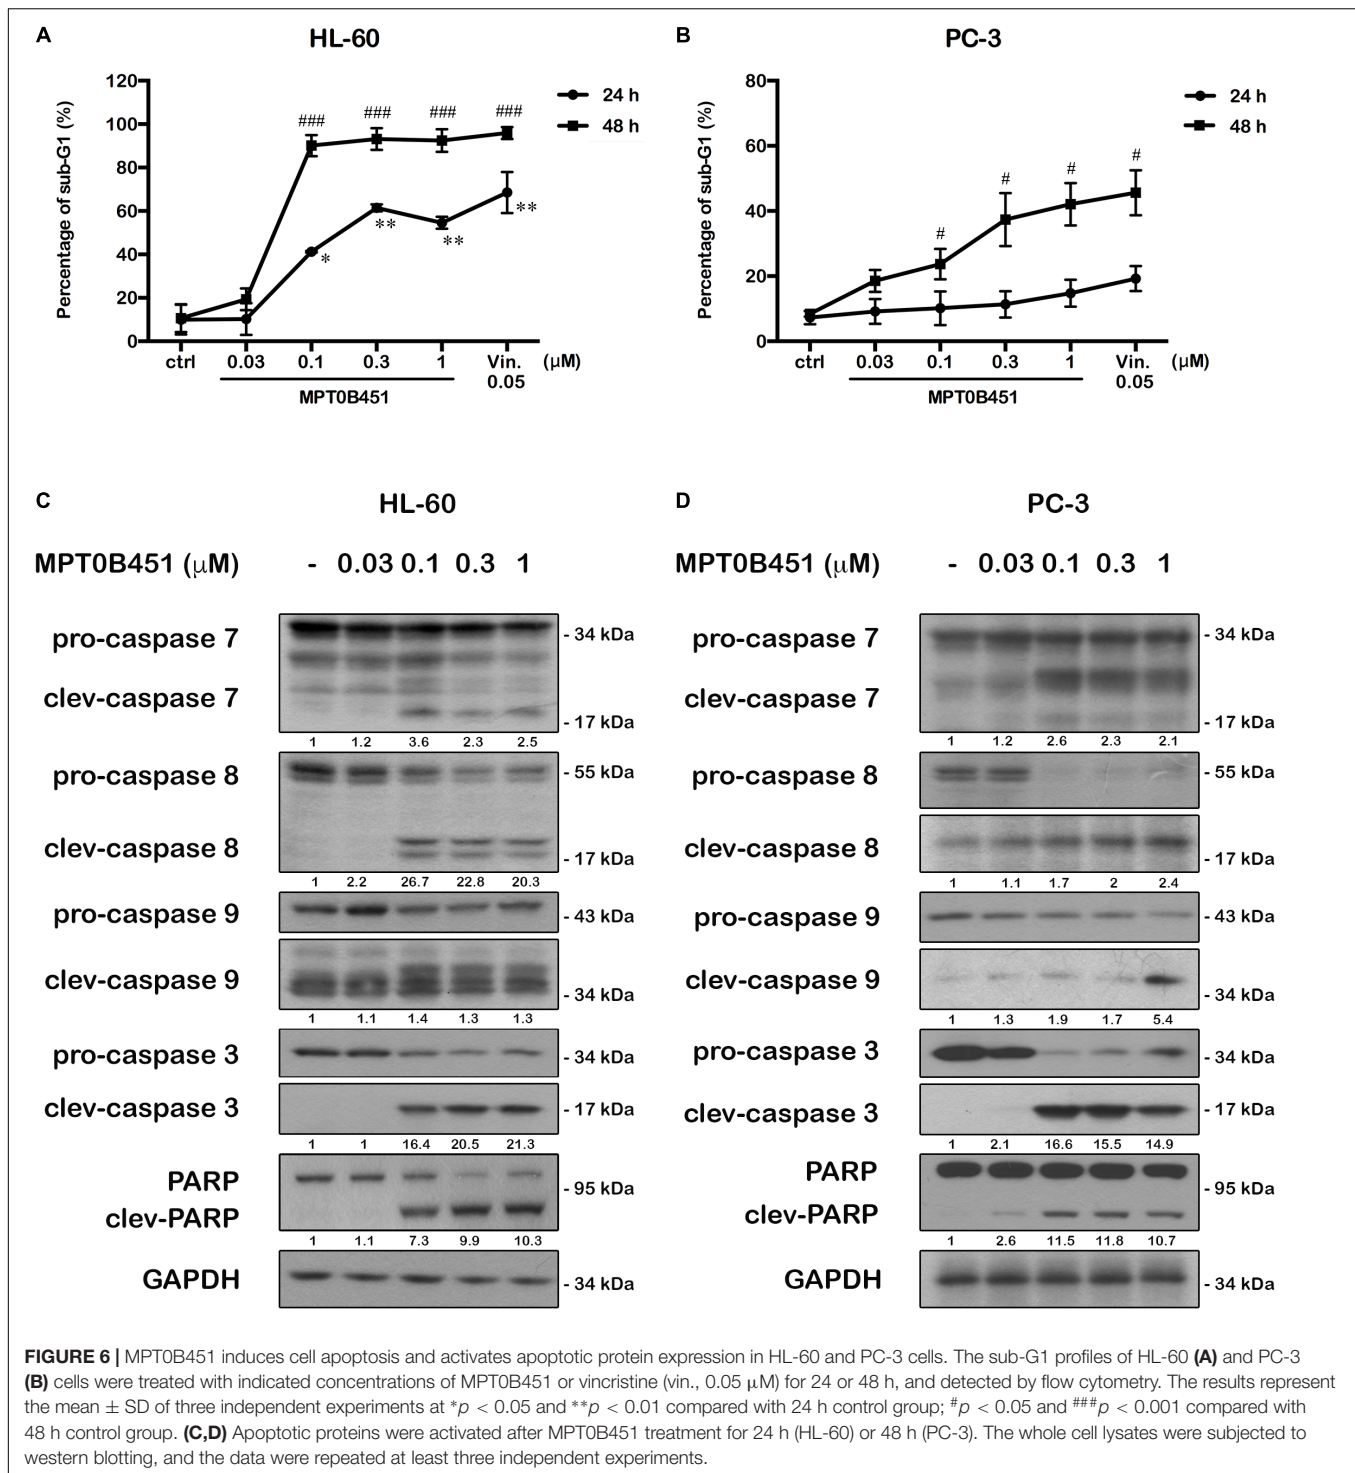 A
HL-60
Percentage of sub-G1 (%)
120
100
80
60
40
20
0
###
###
###
###
*
**
**
**
24 h
48 h
ctrl 0.03 0.1 0.3 1 Vin. (μM)
0.05
MPT0B451
B
PC-3
Percentage of sub-G1 (%)
80
60
40
20
0
#
#
#
#
24 h
48 h
ctrl 0.03 0.1 0.3 1 Vin. (μM)
0.05
MPT0B451
C
HL-60
MPT0B451 (μM) - 0.03 0.1 0.3 1
pro-caspase 7 - 34 kDa
clev-caspase 7 - 17 kDa
1 1.2 3.6 2.3 2.5
pro-caspase 8 - 55 kDa
clev-caspase 8 - 17 kDa
1 2.2 26.7 22.8 20.3
pro-caspase 9 - 43 kDa
clev-caspase 9 - 34 kDa
1 1.1 1.4 1.3 1.3
pro-caspase 3 - 34 kDa
clev-caspase 3 - 17 kDa
1 1 16.4 20.5 21.3
PARP - 95 kDa
clev-PARP
1 1.1 7.3 9.9 10.3
GAPDH - 34 kDa
D
PC-3
MPT0B451 (μM) - 0.03 0.1 0.3 1
pro-caspase 7 - 34 kDa
clev-caspase 7 - 17 kDa
1 1.2 2.6 2.3 2.1
pro-caspase 8 - 55 kDa
clev-caspase 8 - 17 kDa
1 1.1 1.7 2 2.4
pro-caspase 9 - 43 kDa
clev-caspase 9 - 34 kDa
1 1.3 1.9 1.7 5.4
pro-caspase 3 - 34 kDa
clev-caspase 3 - 17 kDa
1 2.1 16.6 15.5 14.9
PARP - 95 kDa
clev-PARP
1 2.6 11.5 11.8 10.7
GAPDH - 34 kDa
FIGURE 6 | MPT0B451 induces cell apoptosis and activates apoptotic protein expression in HL-60 and PC-3 cells. The sub-G1 profiles of HL-60 (A) and PC-3
(B) cells were treated with indicated concentrations of MPT0B451 or vincristine (vin., 0.05 μM) for 24 or 48 h, and detected by flow cytometry. The results represent
the mean ± SD of three independent experiments at *p < 0.05 and **p < 0.01 compared with 24 h control group; #p < 0.05 and ###p < 0.001 compared with
48 h control group. (C,D) Apoptotic proteins were activated after MPT0B451 treatment for 24 h (HL-60) or 48 h (PC-3). The whole cell lysates were subjected to
western blotting, and the data were repeated at least three independent experiments.